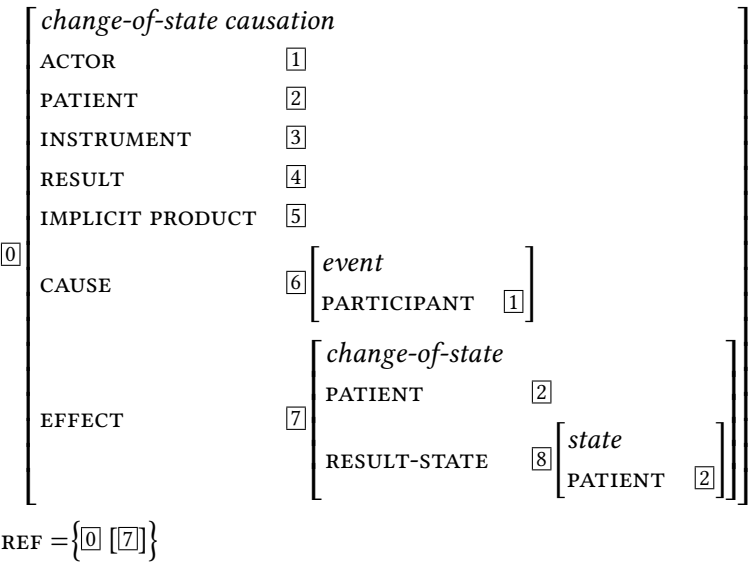 change-of-state causation
ACTOR 1
PATIENT 2
INSTRUMENT 3
RESULT 4
IMPLICIT PRODUCT 5
0
CAUSE 6 [event
PARTICIPANT 1]
EFFECT 7 [change-of-state
PATIENT 2
RESULT-STATE 8 [state
PATIENT 2]]
REF = {0 [7]}